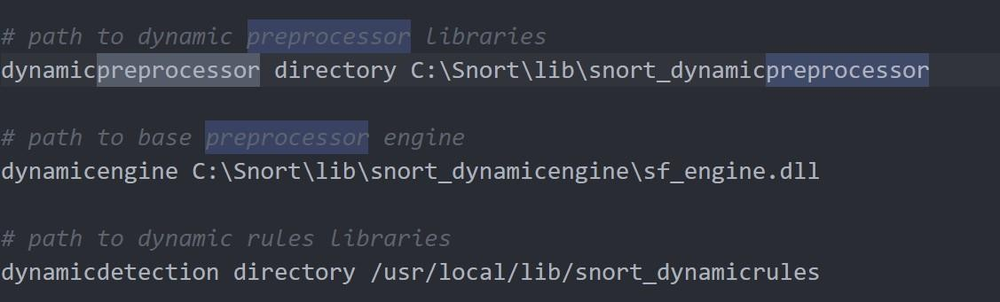 # path to dynamic preprocessor libraries
dynamicpreprocessor directory C:\Snort\lib\snort_dynamicpreprocessor
# path to base preprocessor engine
dynamicengine C:\Snort\lib\snort_dynamicengine\sf_engine.dll
# path to dynamic rules libraries
dynamicdetection directory /usr/local/lib/snort_dynamicrules